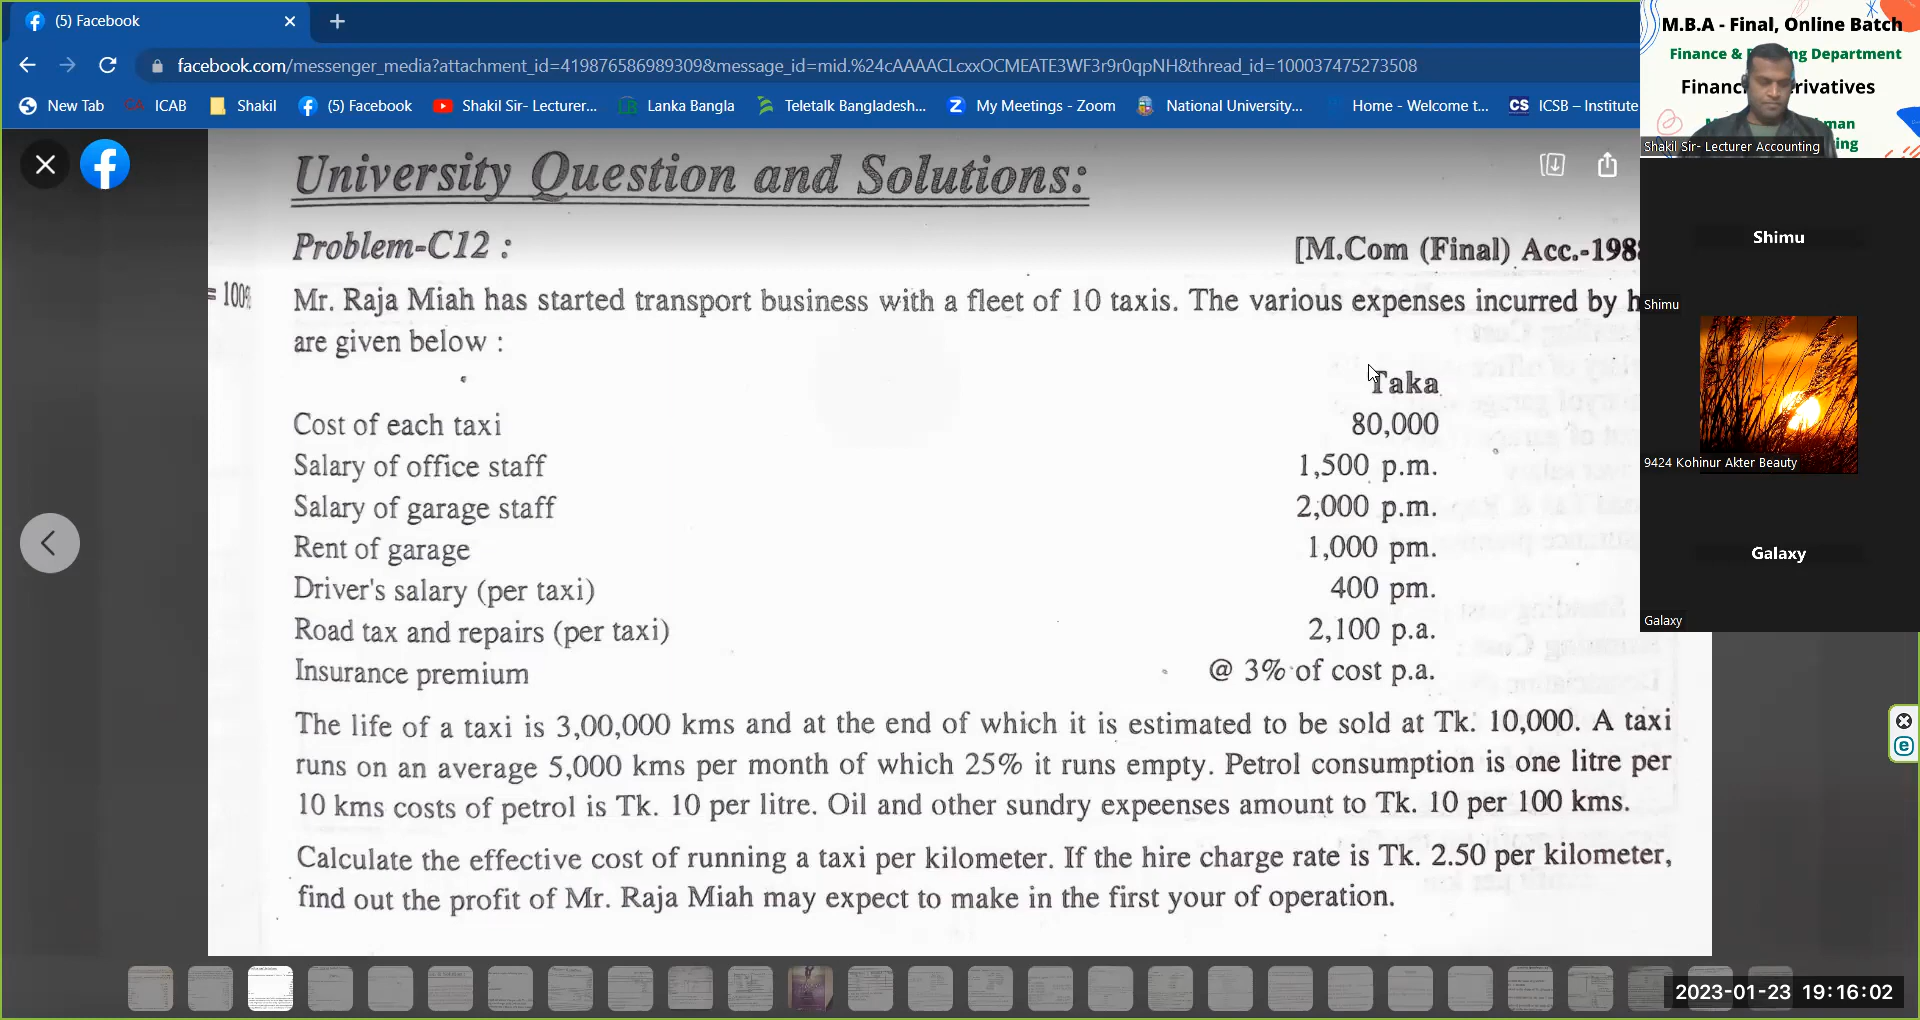 (5) Facebook
facebook.com/messenger_media?attachment_id=419876586989309&message_id=mid.%24cAAAACLcxxOCMEATE3WF3r9r0qpNH&thread_id=100037475273508
New Tab
ICAB
Shakil
(5) Facebook
Shakil Sir- Lecturer...
Lanka Bangla
Teletalk Bangladesh...
My Meetings - Zoom
National University...
Home - Welcome t...
CS
ICSB – Institute
University Question and Solutions:
Problem-C12 :
[M.Com (Final) Acc.-198
= 100%
Mr. Raja Miah has started transport business with a fleet of 10 taxis. The various expenses incurred by h
are given below :
Taka
Cost of each taxi 80,000
Salary of office staff 1,500 p.m.
Salary of garage staff 2,000 p.m.
Rent of garage 1,000 pm.
Driver's salary (per taxi) 400 pm.
Road tax and repairs (per taxi) 2,100 p.a.
Insurance premium @ 3% of cost p.a.
The life of a taxi is 3,00,000 kms and at the end of which it is estimated to be sold at Tk. 10,000. A taxi
runs on an average 5,000 kms per month of which 25% it runs empty. Petrol consumption is one litre per
10 kms costs of petrol is Tk. 10 per litre. Oil and other sundry expeenses amount to Tk. 10 per 100 kms.
Calculate the effective cost of running a taxi per kilometer. If the hire charge rate is Tk. 2.50 per kilometer,
find out the profit of Mr. Raja Miah may expect to make in the first your of operation.
M.B.A - Final, Online Batch
Finance & ng Department
Financ rivatives
man
ing
Shakil Sir- Lecturer Accounting
Shimu
Shimu
9424 Kohinur Akter Beauty
Galaxy
Galaxy
2023-01-23 19:16:02